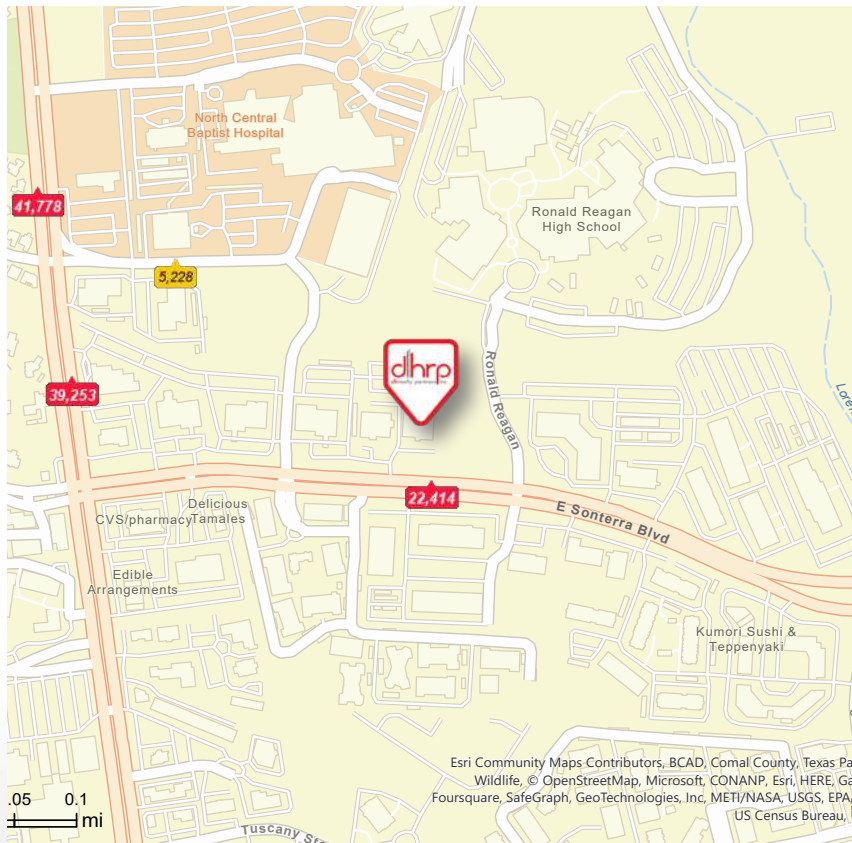 North Central
Baptist Hospital
41,778
Ronald Reagan
High School
5,228
dhrp
39,253
Ronald Reagan
22,414
E Sonterra Blvd
Delicious
Tamales
CVS/pharmacy
Edible
Arrangements
Kumori Sushi &
Teppenyaki
Esri Community Maps Contributors, BCAD, Comal County, Texas Pa
Wildlife, © OpenStreetMap, Microsoft, CONANP, Esri, HERE, Ga
Foursquare, SafeGraph, GeoTechnologies, Inc, METI/NASA, USGS, EPA,
US Census Bureau,
.05 0.1
mi
Tuscany St